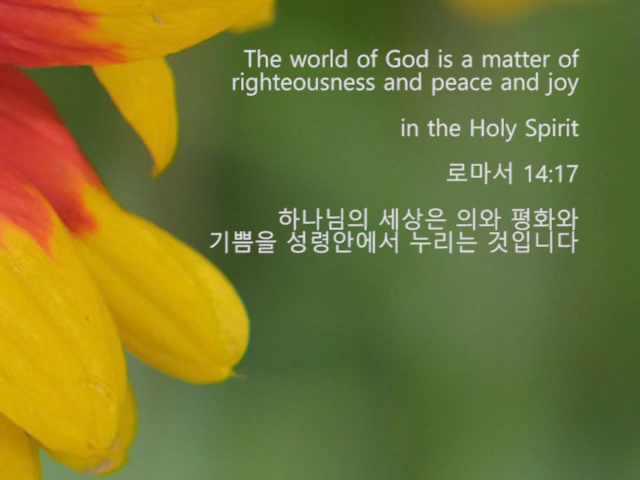 The world of God is a matter of
righteousness and peace and joy
in the Holy Spirit
로마서 14:17
하나님의 세상은 의와 평화와
기쁨을 성령안에서 누리는 것입니다